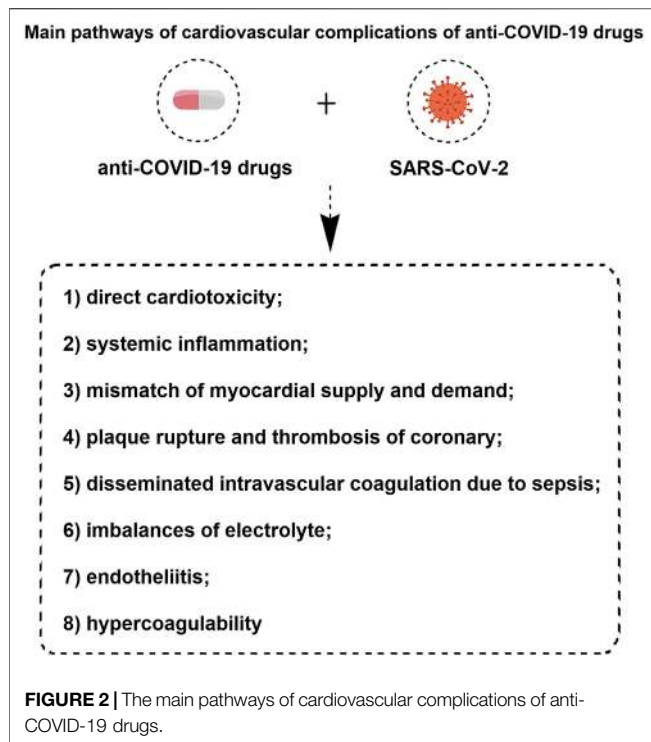 Main pathways of cardiovascular complications of anti-COVID-19 drugs
+
anti-COVID-19 drugs
SARS-CoV-2
1) direct cardiotoxicity;
2) systemic inflammation;
3) mismatch of myocardial supply and demand;
4) plaque rupture and thrombosis of coronary;
5) disseminated intravascular coagulation due to sepsis;
6) imbalances of electrolyte;
7) endotheliitis;
8) hypercoagulability
FIGURE 2 | The main pathways of cardiovascular complications of anti-
COVID-19 drugs.